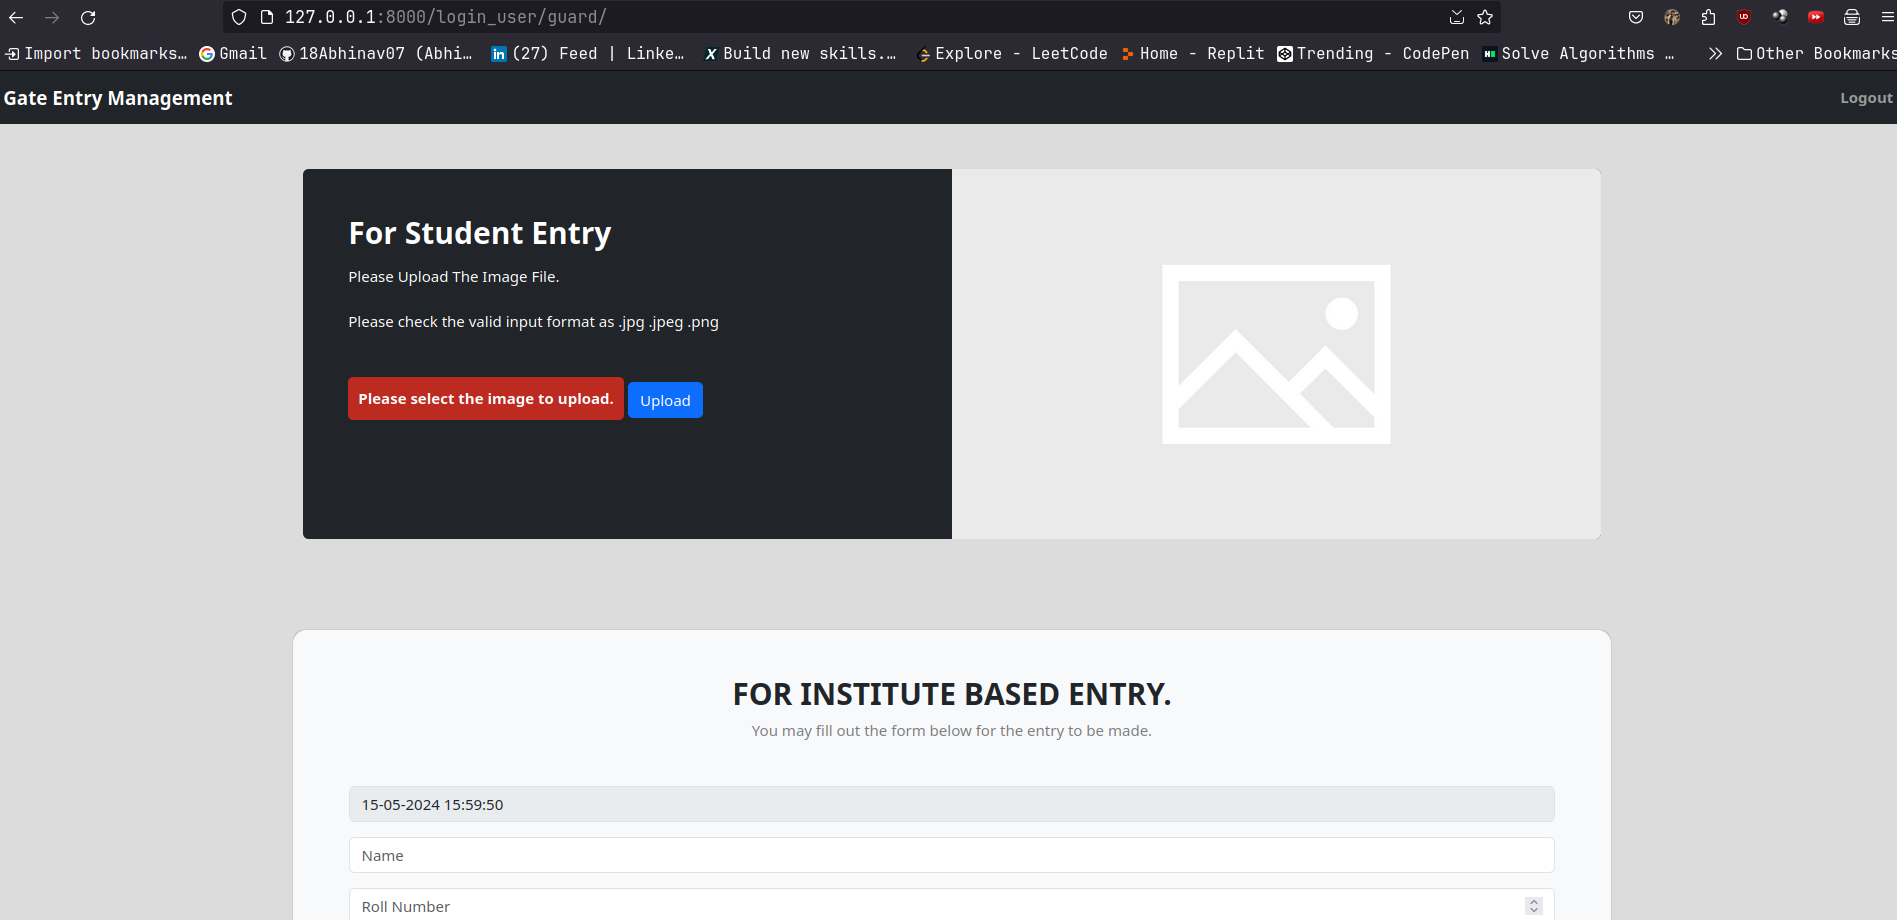 127.0.0.1:8000/login_user/guard/
Import bookmarks… Gmail 18Abhinav07 (Abhi… in (27) Feed | Linke… X Build new skills.… Explore - LeetCode Home - Replit Trending - CodePen Solve Algorithms … Other Bookmarks
Gate Entry Management Logout
For Student Entry
Please Upload The Image File.
Please check the valid input format as .jpg .jpeg .png
Please select the image to upload. Upload
FOR INSTITUTE BASED ENTRY.
You may fill out the form below for the entry to be made.
15-05-2024 15:59:50
Name
Roll Number